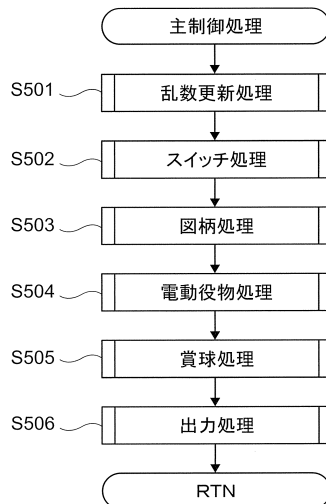 主制御処理
S501 乱数更新処理
S502 スイッチ処理
S503 図柄処理
S504 電動役物処理
S505 賞球処理
S506 出力処理
RTN